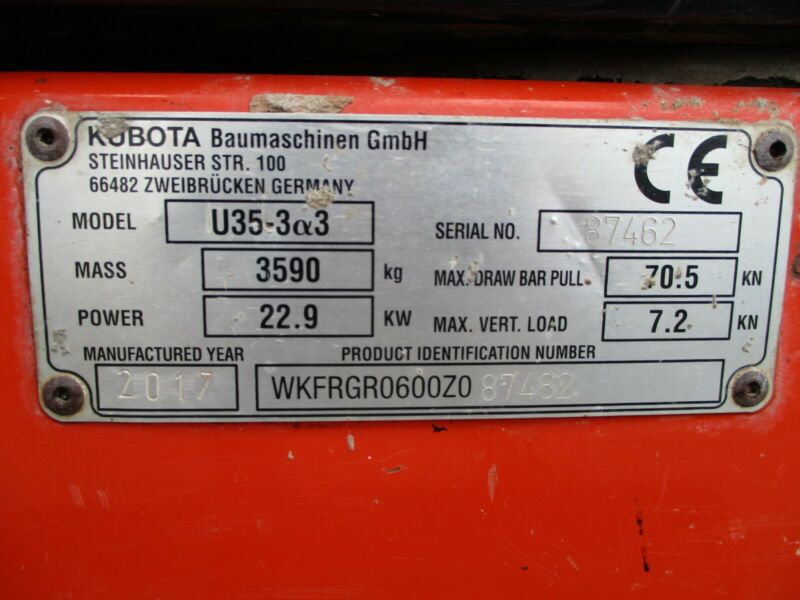 KUBOTA Baumaschinen GmbH
STEINHAUSER STR. 100
66482 ZWEIBRÜCKEN GERMANY
CE
MODEL U35-3α3
SERIAL NO. 87462
MASS 3590 kg
MAX. DRAW BAR PULL 70.5 KN
POWER 22.9 KW
MAX. VERT. LOAD 7.2 KN
MANUFACTURED YEAR
PRODUCT IDENTIFICATION NUMBER
2017
WKFRGR0600Z087462